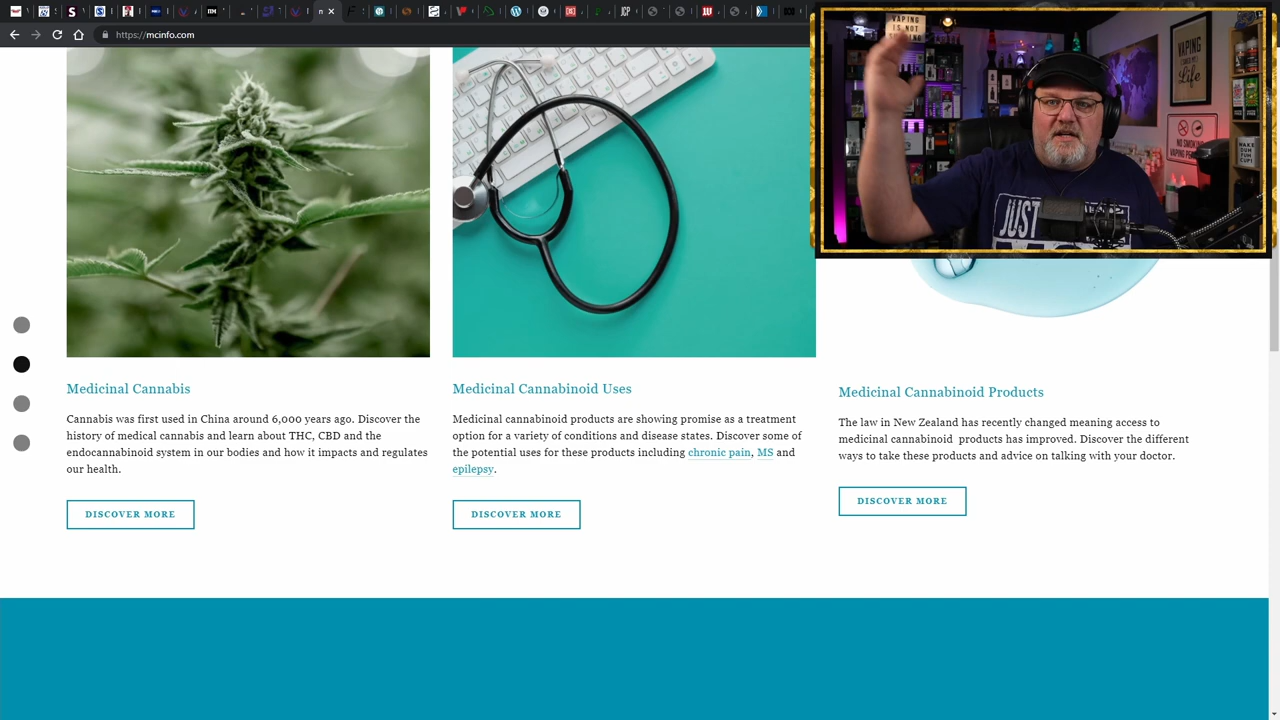 https://mcinfo.com
VAPING
IS NOT
VAPING
Life
NO SMOKING
JUST
Medicinal Cannabis
Cannabis was first used in China around 6,000 years ago. Discover the
history of medical cannabis and learn about THC, CBD and the
endocannabinoid system in our bodies and how it impacts and regulates
our health.
DISCOVER MORE
Medicinal Cannabinoid Uses
Medicinal cannabinoid products are showing promise as a treatment
option for a variety of conditions and disease states. Discover some of
the potential uses for these products including chronic pain, MS and
epilepsy.
DISCOVER MORE
Medicinal Cannabinoid Products
The law in New Zealand has recently changed meaning access to
medicinal cannabinoid products has improved. Discover the different
ways to take these products and advice on talking with your doctor.
DISCOVER MORE